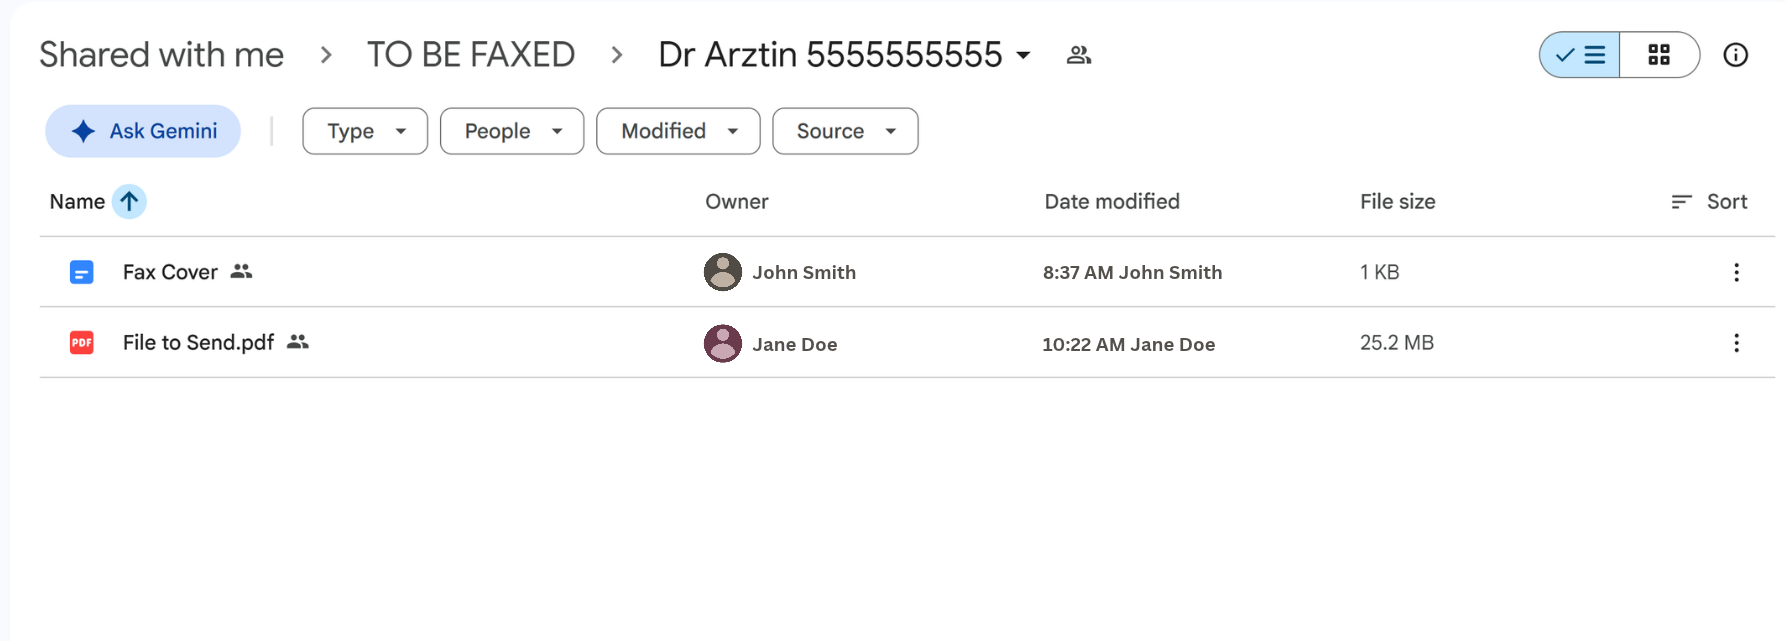 Shared with me > TO BE FAXED > Dr Arztin 5555555555
Ask Gemini Type People Modified Source
Name Owner Date modified File size Sort
Fax Cover John Smith 8:37 AM John Smith 1 KB
PDF File to Send.pdf Jane Doe 10:22 AM Jane Doe 25.2 MB